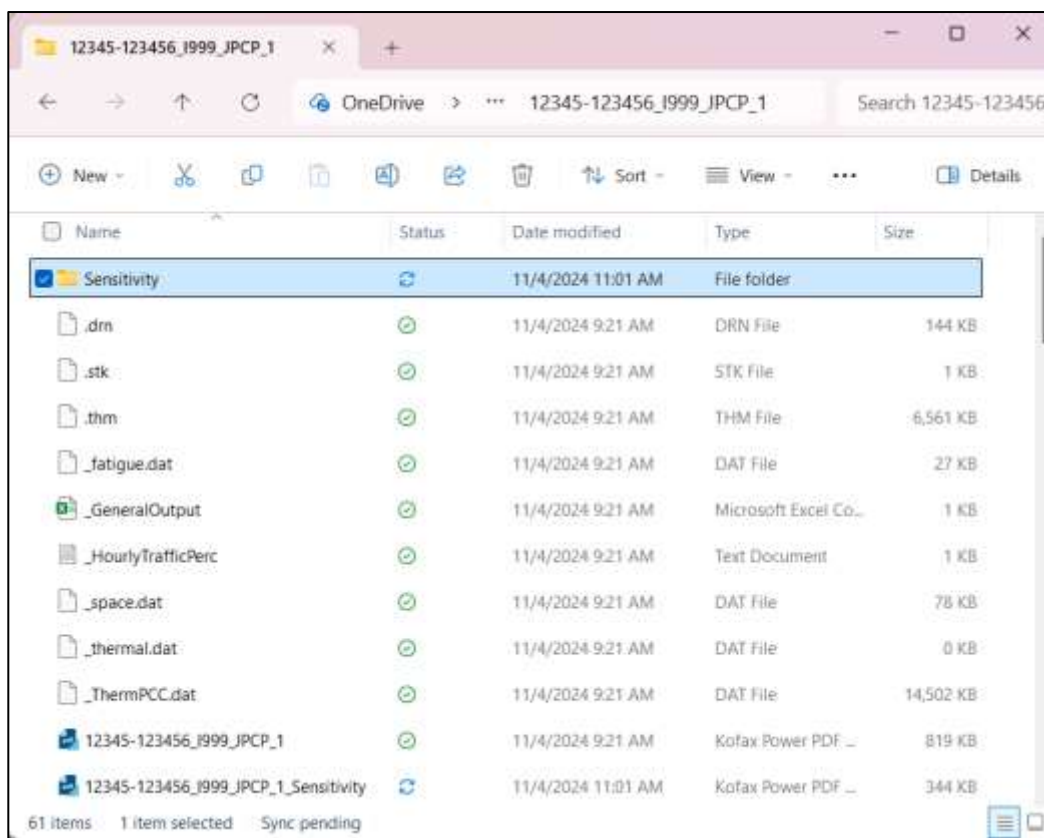 12345-123456_I999_JPCP_1
OneDrive > ... 12345-123456_I999_JPCP_1 Search 12345-123456
New Sort View ... Details
Name Status Date modified Type Size
Sensitivity 11/4/2024 11:01 AM File folder
.drn 11/4/2024 9:21 AM DRN File 144 KB
.stk 11/4/2024 9:21 AM STK File 1 KB
.thm 11/4/2024 9:21 AM THM File 6,561 KB
_fatigue.dat 11/4/2024 9:21 AM DAT File 27 KB
_GeneralOutput 11/4/2024 9:21 AM Microsoft Excel Co... 1 KB
_HourlyTrafficPerc 11/4/2024 9:21 AM Text Document 1 KB
_space.dat 11/4/2024 9:21 AM DAT File 78 KB
_thermal.dat 11/4/2024 9:21 AM DAT File 0 KB
_ThermPCC.dat 11/4/2024 9:21 AM DAT File 14,502 KB
12345-123456_I999_JPCP_1 11/4/2024 9:21 AM Kofax Power PDF ... 819 KB
12345-123456_I999_JPCP_1_Sensitivity 11/4/2024 11:01 AM Kofax Power PDF ... 344 KB
61 items 1 item selected Sync pending